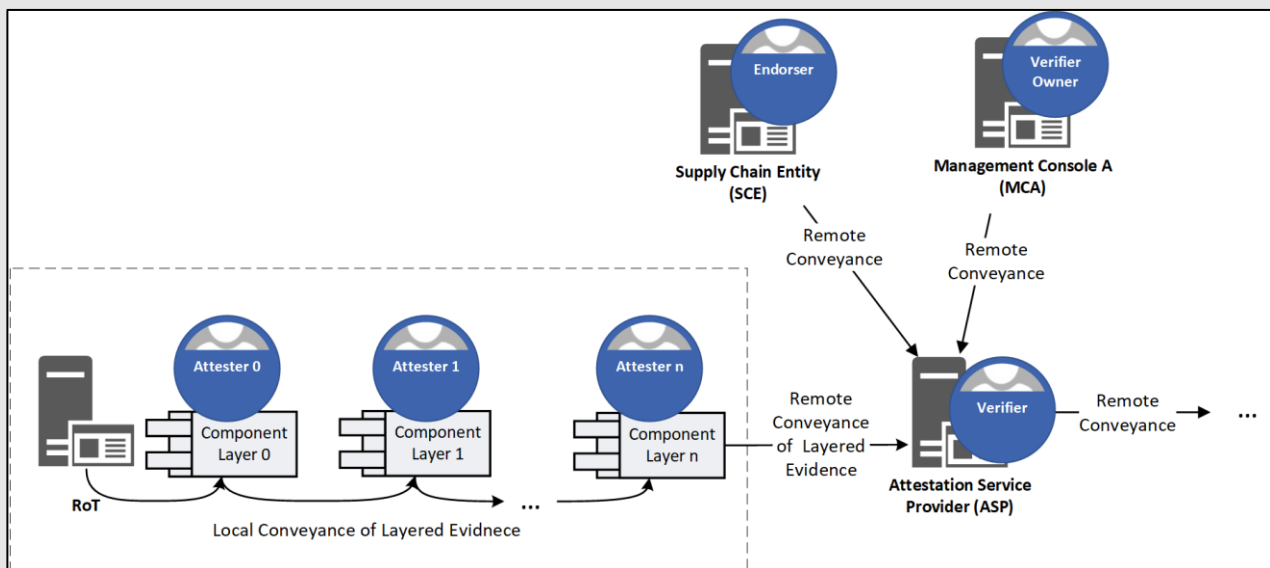 Endorser
Verifier
Owner
Supply Chain Entity
(SCE)
Management Console A
(MCA)
Remote
Conveyance
Remote
Conveyance
Attester 0
Attester 1
Attester n
Component
Layer 0
Component
Layer 1
Component
Layer n
RoT
...
Local Conveyance of Layered Evidnece
Remote
Conveyance
of Layered
Evidence
Verifier
Remote
Conveyance
...
Attestation Service
Provider (ASP)